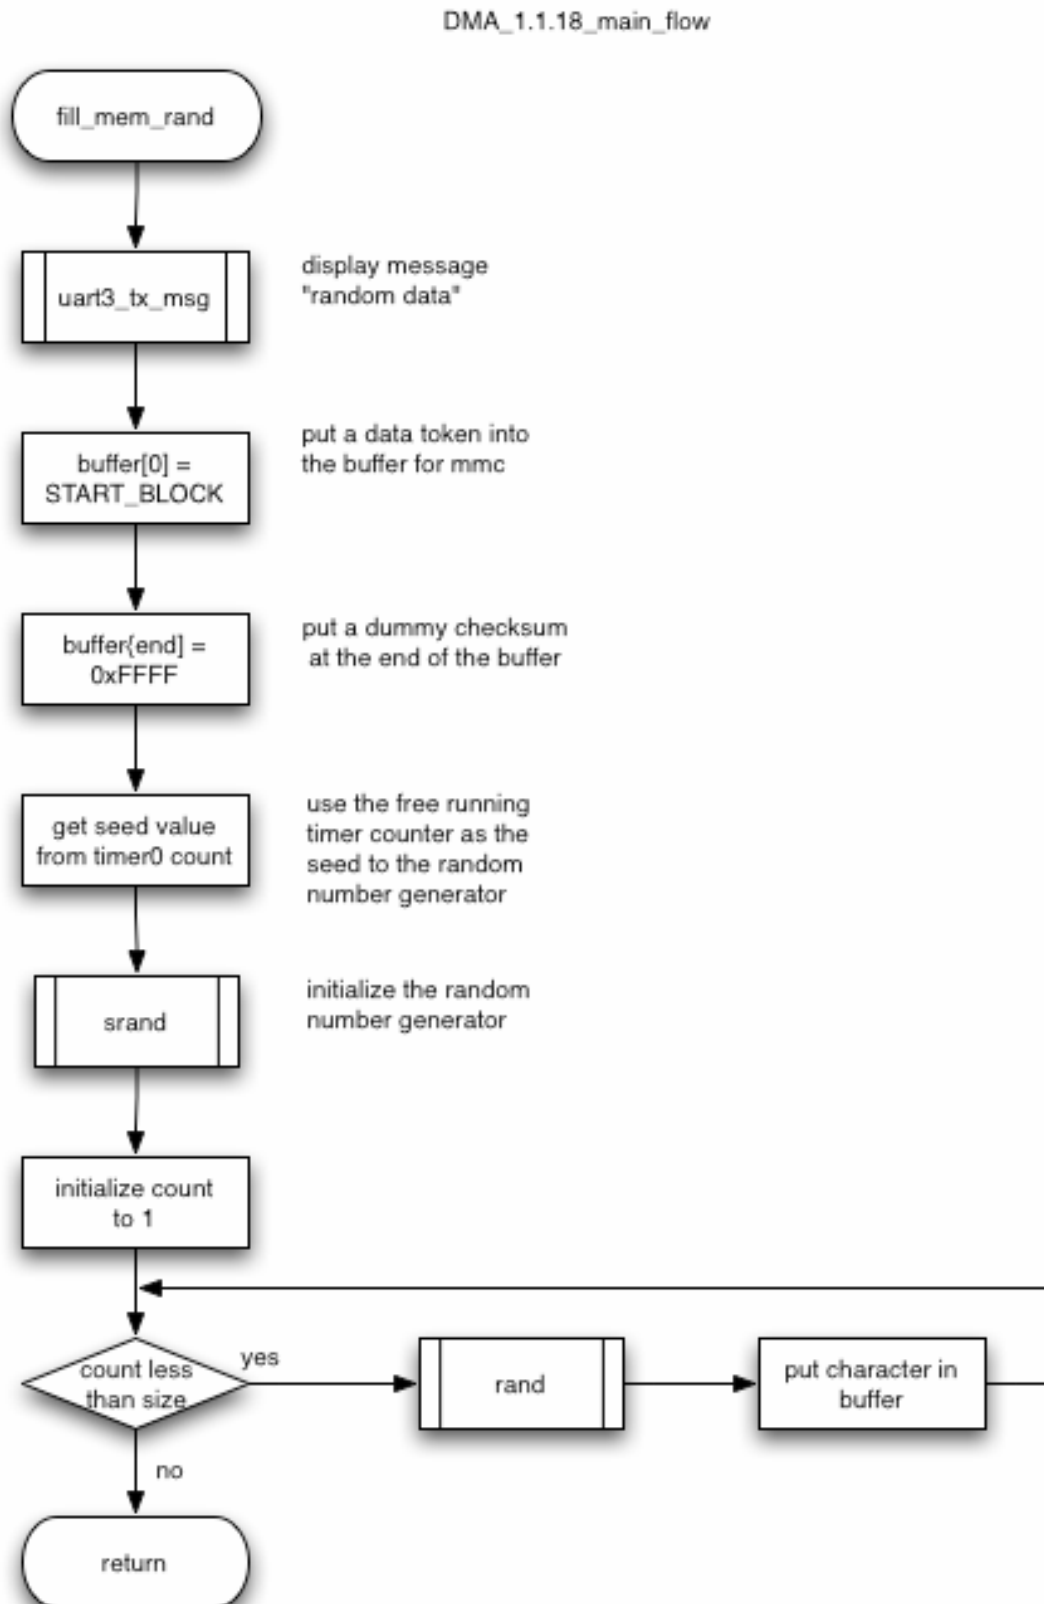 DMA_1.1.18_main_flow
fill_mem_rand
uart3_tx_msg
display message
"random data"
buffer[0] =
START_BLOCK
put a data token into
the buffer for mmc
buffer{end] =
0xFFFF
put a dummy checksum
at the end of the buffer
get seed value
from timer0 count
use the free running
timer counter as the
seed to the random
number generator
srand
initialize the random
number generator
initialize count
to 1
count less
than size
yes
rand
put character in
buffer
no
return